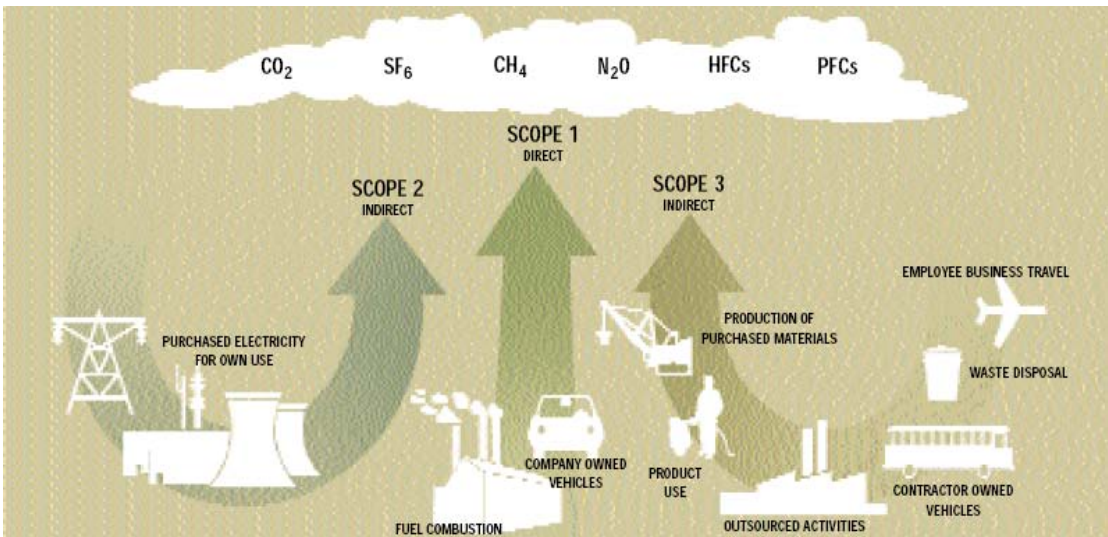 CO₂ SF₆ CH₄ N₂O HFCs PFCs
SCOPE 1
DIRECT
SCOPE 2
INDIRECT
SCOPE 3
INDIRECT
EMPLOYEE BUSINESS TRAVEL
PURCHASED ELECTRICITY
FOR OWN USE
PRODUCTION OF
PURCHASED MATERIALS
WASTE DISPOSAL
COMPANY OWNED
VEHICLES
PRODUCT
USE
CONTRACTOR OWNED
VEHICLES
FUEL COMBUSTION
OUTSOURCED ACTIVITIES